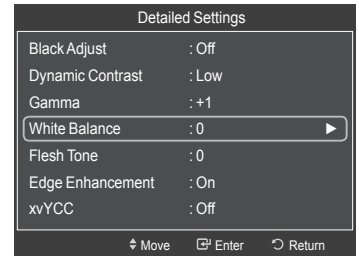 Detailed Settings
Black Adjust : Off
Dynamic Contrast : Low
Gamma : +1
White Balance : 0 ►
Flesh Tone : 0
Edge Enhancement : On
xvYCC : Off
Move Enter Return